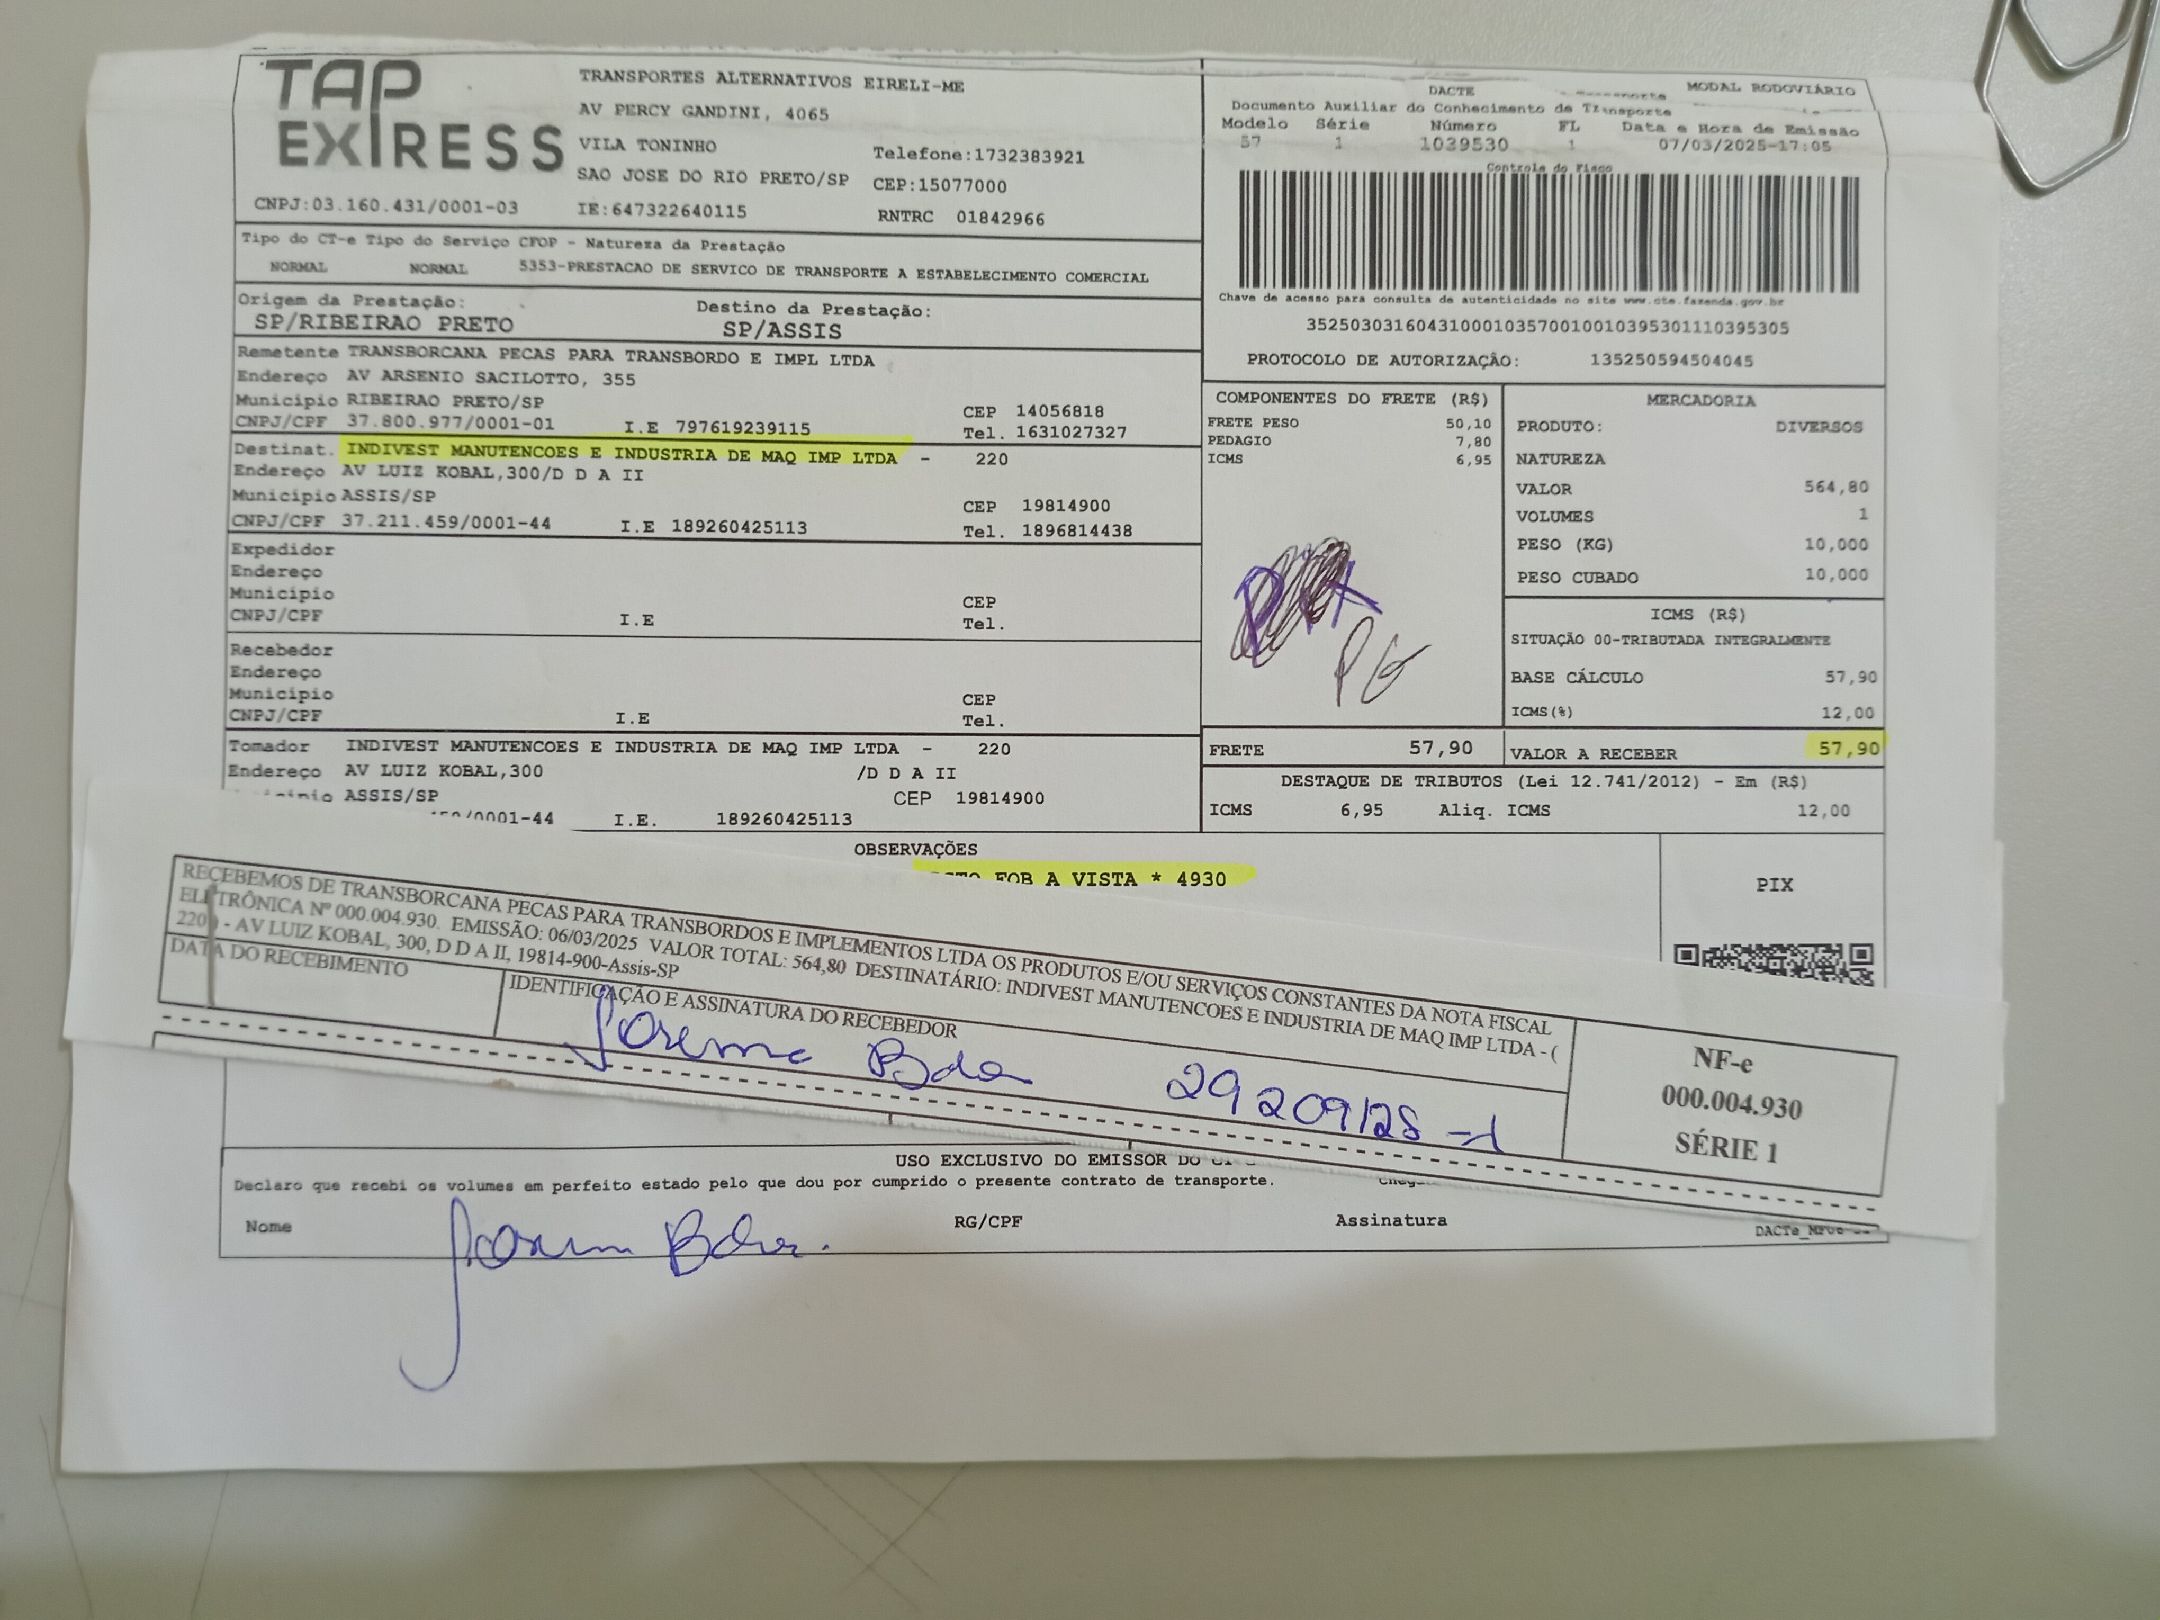 TAP
EXPRESS
TRANSPORTES ALTERNATIVOS EIRELI-ME
AV PERCY GANDINI, 4065
VILA TONINHO
Telefone:1732383921
SAO JOSE DO RIO PRETO/SP CEP:15077000
CNPJ:03.160.431/0001-03 IE:647322640115 RNTRC 01842966
DACTE MODAL RODOVIÁRIO
Documento Auxiliar do Conhecimento de Transporte
Modelo Série Número FL Data e Hora de Emissão
57 1 1039530 1 07/03/2025-17:05
Controle do Fisco
Chave de acesso para consulta de autenticidade no site www.cte.fazenda.gov.br
35250303160431000103570010010395301110395305
PROTOCOLO DE AUTORIZAÇÃO: 135250594504045
Tipo do CT-e Tipo do Serviço CFOP - Natureza da Prestação
NORMAL NORMAL 5353-PRESTACAO DE SERVICO DE TRANSPORTE A ESTABELECIMENTO COMERCIAL
Origem da Prestação: Destino da Prestação:
SP/RIBEIRAO PRETO SP/ASSIS
Remetente TRANSBORCANA PECAS PARA TRANSBORDO E IMPL LTDA
Endereço AV ARSENIO SACILOTTO, 355
Municipio RIBEIRAO PRETO/SP CEP 14056818
CNPJ/CPF 37.800.977/0001-01 I.E 797619239115 Tel. 1631027327
Destinat. INDIVEST MANUTENCOES E INDUSTRIA DE MAQ IMP LTDA - 220
Endereço AV LUIZ KOBAL,300/D D A II
Municipio ASSIS/SP CEP 19814900
CNPJ/CPF 37.211.459/0001-44 I.E 189260425113 Tel. 1896814438
Expedidor
Endereço
Municipio CEP
CNPJ/CPF I.E Tel.
Recebedor
Endereço
Municipio CEP
CNPJ/CPF I.E Tel.
Tomador INDIVEST MANUTENCOES E INDUSTRIA DE MAQ IMP LTDA - 220
Endereço AV LUIZ KOBAL,300 /D D A II
ASSIS/SP CEP 19814900
/0001-44 I.E. 189260425113
COMPONENTES DO FRETE (R$)
FRETE PESO 50,10
PEDAGIO 7,80
ICMS 6,95
PIX
PG
FRETE 57,90
MERCADORIA
PRODUTO: DIVERSOS
NATUREZA
VALOR 564,80
VOLUMES 1
PESO (KG) 10,000
PESO CUBADO 10,000
ICMS (R$)
SITUAÇÃO 00-TRIBUTADA INTEGRALMENTE
BASE CÁLCULO 57,90
ICMS(%) 12,00
VALOR A RECEBER 57,90
DESTAQUE DE TRIBUTOS (Lei 12.741/2012) - Em (R$)
ICMS 6,95 Aliq. ICMS 12,00
OBSERVAÇÕES
FOB A VISTA * 4930
PIX
RECEBEMOS DE TRANSBORCANA PECAS PARA TRANSBORDOS E IMPLEMENTOS LTDA OS PRODUTOS E/OU SERVIÇOS CONSTANTES DA NOTA FISCAL
ELETRÔNICA Nº 000.004.930. EMISSÃO: 06/03/2025 VALOR TOTAL: 564,80 DESTINATÁRIO: INDIVEST MANUTENCOES E INDUSTRIA DE MAQ IMP LTDA - (
220) - AV LUIZ KOBAL, 300, D D A II, 19814-900-Assis-SP
DATA DO RECEBIMENTO IDENTIFICAÇÃO E ASSINATURA DO RECEBEDOR
NF-e
000.004.930
SÉRIE 1
USO EXCLUSIVO DO EMISSOR DO
Declaro que recebi os volumes em perfeito estado pelo que dou por cumprido o presente contrato de transporte.
Nome RG/CPF Assinatura